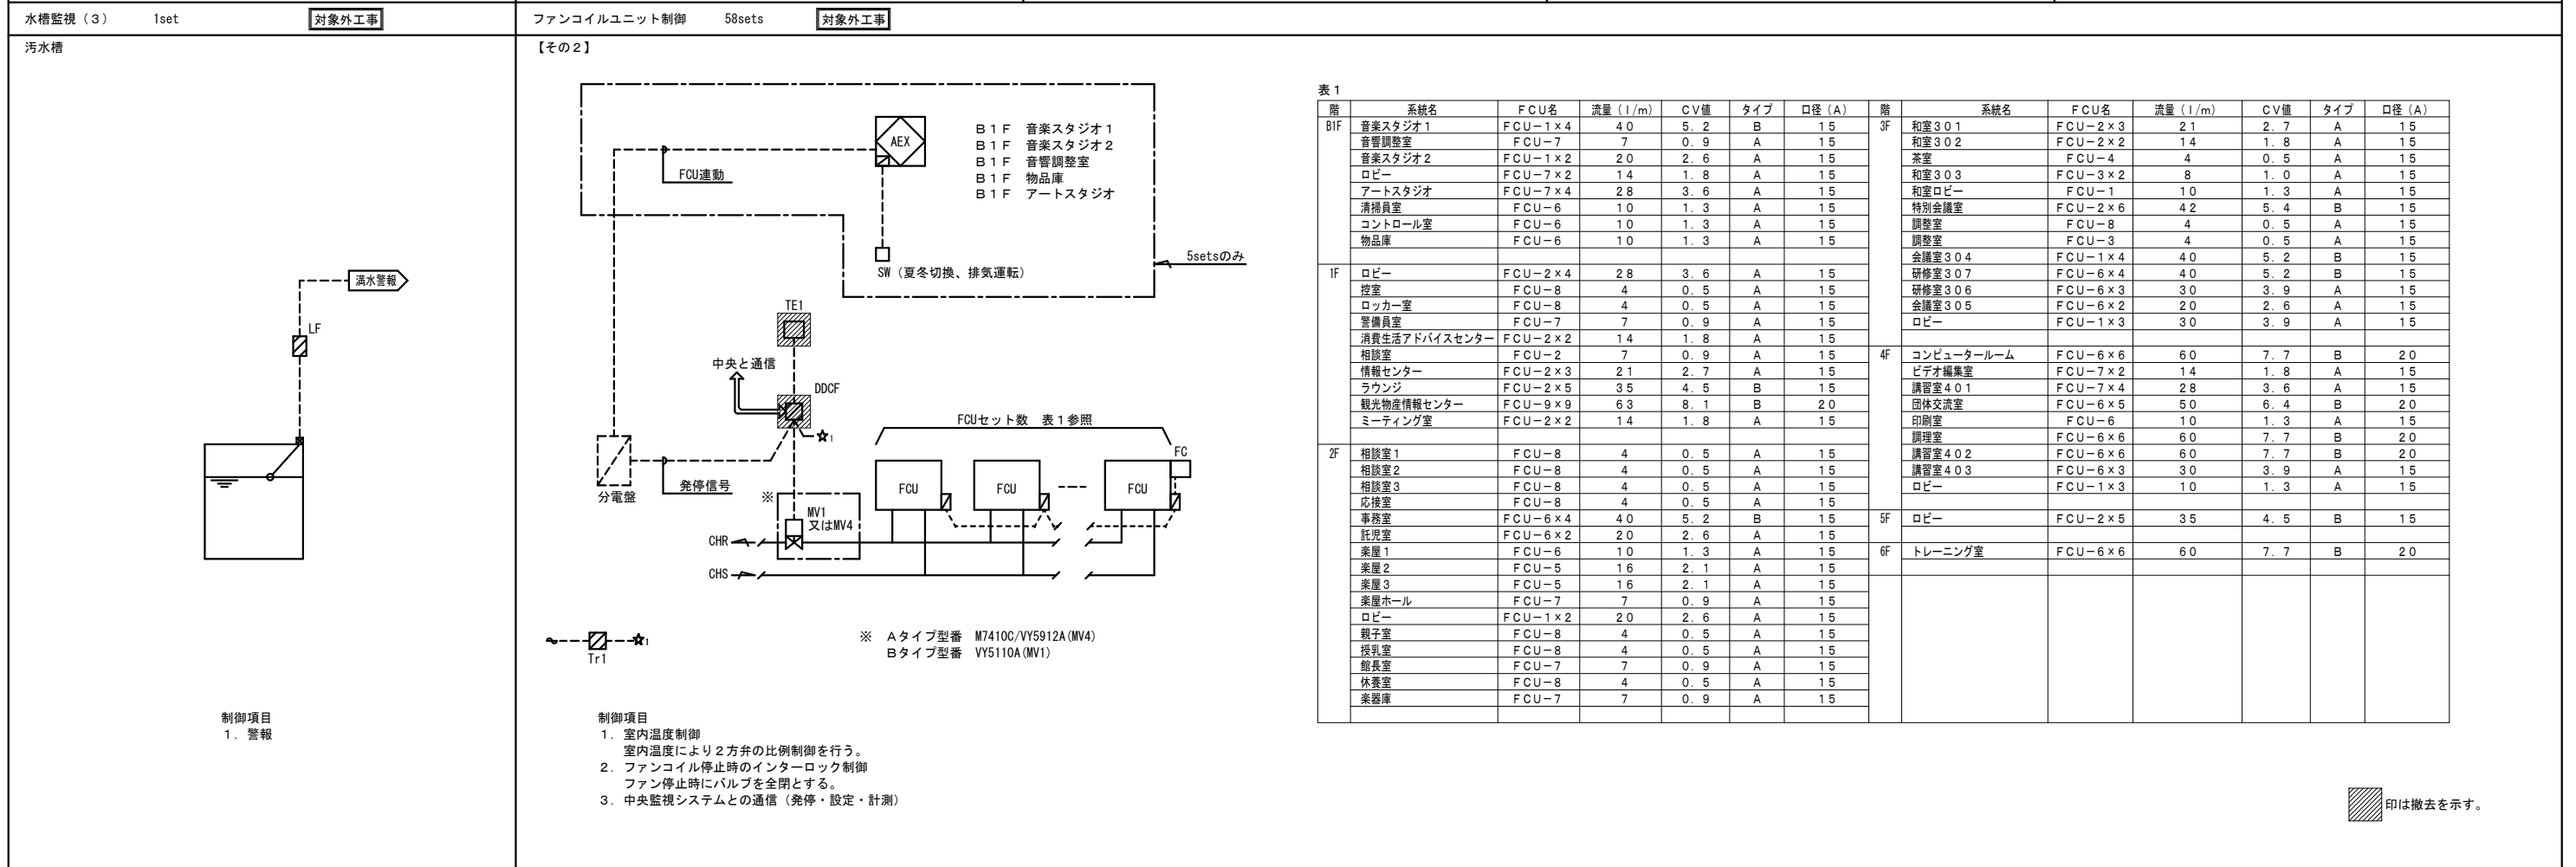 水槽監視（３） 1set 対象外工事
汚水槽
満水警報
LF
制御項目
１．警報
ファンコイルユニット制御 58sets 対象外工事
【その２】
AEX
Ｂ１Ｆ 音楽スタジオ１
Ｂ１Ｆ 音楽スタジオ２
Ｂ１Ｆ 音響調整室
Ｂ１Ｆ 物品庫
Ｂ１Ｆ アートスタジオ
FCU連動
SW（夏冬切換、排気運転）
5setsのみ
TE1
中央と通信
DDCF
☆1
FCUセット数 表１参照
FC
FCU FCU FCU
分電盤
発停信号
※
MV1
又はMV4
CHR
CHS
☆1
Tr1
※ Ａタイプ型番 M7410C/VY5912A(MV4)
Ｂタイプ型番 VY5110A(MV1)
制御項目
１．室内温度制御
室内温度により２方弁の比例制御を行う。
２．ファンコイル停止時のインターロック制御
ファン停止時にバルブを全閉とする。
３．中央監視システムとの通信（発停・設定・計測）
表１
階 系統名 ＦＣＵ名 流量（ｌ/ｍ） ＣＶ値 タイプ 口径（Ａ）
B1F 音楽スタジオ１ ＦＣＵ－１×４ ４０ ５．２ Ｂ １５
音響調整室 ＦＣＵ－７ ７ ０．９ Ａ １５
音楽スタジオ２ ＦＣＵ－１×２ ２０ ２．６ Ａ １５
ロビー ＦＣＵ－７×２ １４ １．８ Ａ １５
アートスタジオ ＦＣＵ－７×４ ２８ ３．６ Ａ １５
清掃員室 ＦＣＵ－６ １０ １．３ Ａ １５
コントロール室 ＦＣＵ－６ １０ １．３ Ａ １５
物品庫 ＦＣＵ－６ １０ １．３ Ａ １５
1F ロビー ＦＣＵ－２×４ ２８ ３．６ Ａ １５
控室 ＦＣＵ－８ ４ ０．５ Ａ １５
ロッカー室 ＦＣＵ－８ ４ ０．５ Ａ １５
警備員室 ＦＣＵ－７ ７ ０．９ Ａ １５
消費生活アドバイスセンター ＦＣＵ－２×２ １４ １．８ Ａ １５
相談室 ＦＣＵ－２ ７ ０．９ Ａ １５
情報センター ＦＣＵ－２×３ ２１ ２．７ Ａ １５
ラウンジ ＦＣＵ－２×５ ３５ ４．５ Ｂ １５
観光物産情報センター ＦＣＵ－９×９ ６３ ８．１ Ｂ ２０
ミーティング室 ＦＣＵ－２×２ １４ １．８ Ａ １５
2F 相談室１ ＦＣＵ－８ ４ ０．５ Ａ １５
相談室２ ＦＣＵ－８ ４ ０．５ Ａ １５
相談室３ ＦＣＵ－８ ４ ０．５ Ａ １５
応接室 ＦＣＵ－８ ４ ０．５ Ａ １５
事務室 ＦＣＵ－６×４ ４０ ５．２ Ｂ １５
託児室 ＦＣＵ－６×２ ２０ ２．６ Ａ １５
楽屋１ ＦＣＵ－６ １０ １．３ Ａ １５
楽屋２ ＦＣＵ－５ １６ ２．１ Ａ １５
楽屋３ ＦＣＵ－５ １６ ２．１ Ａ １５
楽屋ホール ＦＣＵ－７ ７ ０．９ Ａ １５
ロビー ＦＣＵ－１×２ ２０ ２．６ Ａ １５
親子室 ＦＣＵ－８ ４ ０．５ Ａ １５
授乳室 ＦＣＵ－８ ４ ０．５ Ａ １５
館長室 ＦＣＵ－７ ７ ０．９ Ａ １５
休養室 ＦＣＵ－８ ４ ０．５ Ａ １５
楽器庫 ＦＣＵ－７ ７ ０．９ Ａ １５
階 系統名 ＦＣＵ名 流量（ｌ/ｍ） ＣＶ値 タイプ 口径（Ａ）
3F 和室３０１ ＦＣＵ－２×３ ２１ ２．７ Ａ １５
和室３０２ ＦＣＵ－２×２ １４ １．８ Ａ １５
茶室 ＦＣＵ－４ ４ ０．５ Ａ １５
和室３０３ ＦＣＵ－３×２ ８ １．０ Ａ １５
和室ロビー ＦＣＵ－１ １０ １．３ Ａ １５
特別会議室 ＦＣＵ－２×６ ４２ ５．４ Ｂ １５
調整室 ＦＣＵ－８ ４ ０．５ Ａ １５
調整室 ＦＣＵ－３ ４ ０．５ Ａ １５
会議室３０４ ＦＣＵ－１×４ ４０ ５．２ Ｂ １５
研修室３０７ ＦＣＵ－６×４ ４０ ５．２ Ｂ １５
研修室３０６ ＦＣＵ－６×３ ３０ ３．９ Ａ １５
会議室３０５ ＦＣＵ－６×２ ２０ ２．６ Ａ １５
ロビー ＦＣＵ－１×３ ３０ ３．９ Ａ １５
4F コンピュータールーム ＦＣＵ－６×６ ６０ ７．７ Ｂ ２０
ビデオ編集室 ＦＣＵ－７×２ １４ １．８ Ａ １５
講習室４０１ ＦＣＵ－７×４ ２８ ３．６ Ａ １５
団体交流室 ＦＣＵ－６×５ ５０ ６．４ Ｂ ２０
印刷室 ＦＣＵ－６ １０ １．３ Ａ １５
調理室 ＦＣＵ－６×６ ６０ ７．７ Ｂ ２０
講習室４０２ ＦＣＵ－６×６ ６０ ７．７ Ｂ ２０
講習室４０３ ＦＣＵ－６×３ ３０ ３．９ Ａ １５
ロビー ＦＣＵ－１×３ １０ １．３ Ａ １５
5F ロビー ＦＣＵ－２×５ ３５ ４．５ Ｂ １５
6F トレーニング室 ＦＣＵ－６×６ ６０ ７．７ Ｂ ２０
印は撤去を示す。